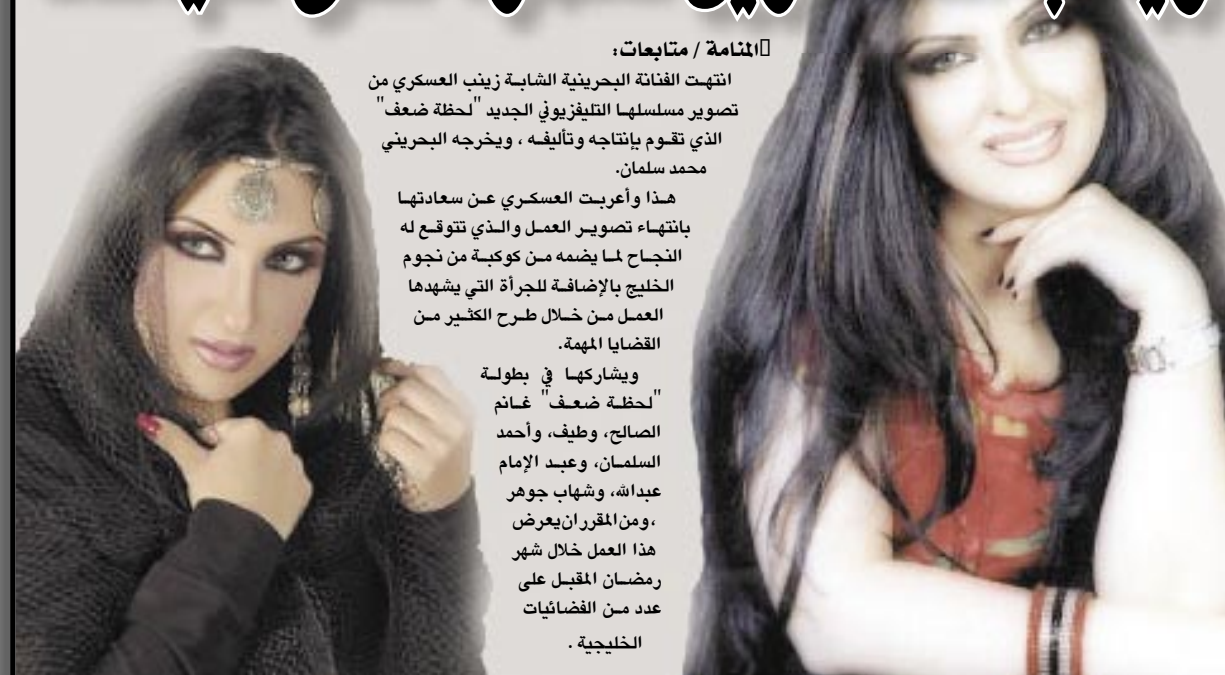 المنامة / متابعات:
انتهت الفنانة البحرينية الشابة زينب العسكري من
تصوير مسلسلها التليفزيوني الجديد "لحظة ضعف"
الذي تقوم بإنتاجه وتأليفه ، ويخرجه البحريني
محمد سلمان.
هذا وأعربت العسكري عن سعادتها
بانتهاء تصوير العمل والذي تتوقع له
النجاح لما يضمه من كوكبة من نجوم
الخليج بالإضافة للجرأة التي يشهدها
العمل من خلال طرح الكثير من
القضايا المهمة.
ويشاركها في بطولة
"لحظة ضعف" غانم
الصالح، وطيف، وأحمد
السلمان، وعبد الإمام
عبدالله، وشهاب جوهر
،ومن المقرر ان يعرض
هذا العمل خلال شهر
رمضان المقبل على
عدد من الفضائيات
الخليجية .